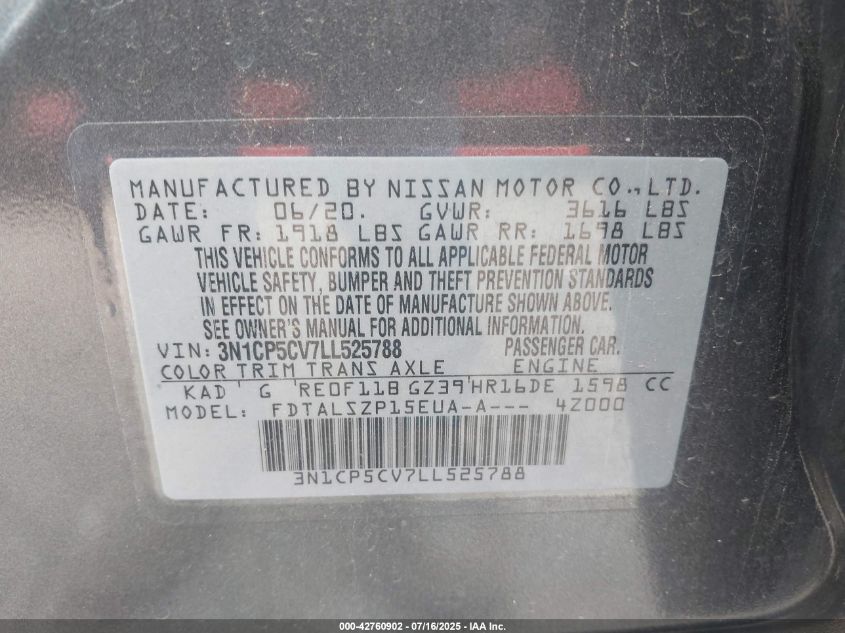 MANUFACTURED BY NISSAN MOTOR CO., LTD.
DATE: 06/20. GVWR: 3616 LBS
GAWR FR: 1918 LBS GAWR RR: 1698 LBS
THIS VEHICLE CONFORMS TO ALL APPLICABLE FEDERAL MOTOR
VEHICLE SAFETY, BUMPER AND THEFT PREVENTION STANDARDS
IN EFFECT ON THE DATE OF MANUFACTURE SHOWN ABOVE.
SEE OWNER'S MANUAL FOR ADDITIONAL INFORMATION.
VIN: 3N1CP5CV7LL525788 PASSENGER CAR.
COLOR TRIM TRANS AXLE ENGINE
KAD G RE0F11B GZ39 HR16DE 1598 CC
MODEL: FDTALSZP15EUA-A--- 4Z000
3N1CP5CV7LL525788
000-42760902 - 07/16/2025 - IAA Inc.